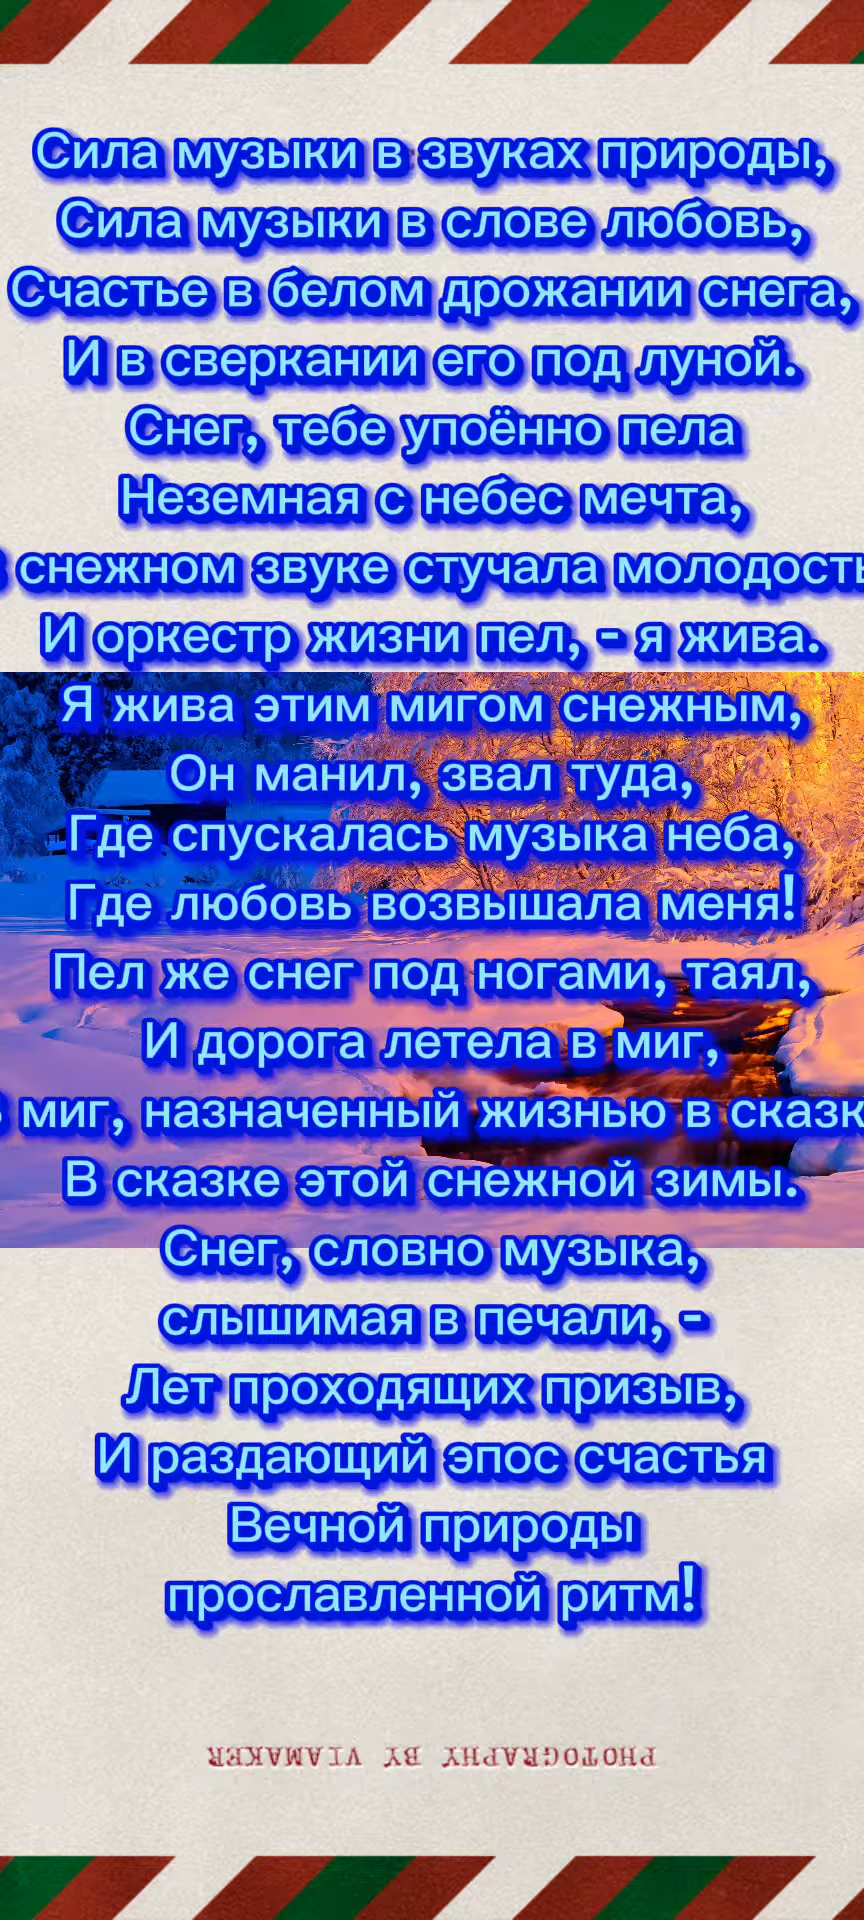 Сила музыки в звуках природы,
Сила музыки в слове любовь,
Счастье в белом дрожании снега,
И в сверкании его под луной.
Снег, тебе упоённо пела
Неземная с небес мечта,
в снежном звуке стучала молодость
И оркестр жизни пел, - я жива.
Я жива этим мигом снежным,
Он манил, звал туда,
Где спускалась музыка неба,
Где любовь возвышала меня!
Пел же снег под ногами, таял,
И дорога летела в миг,
миг, назначенный жизнью в сказк
В сказке этой снежной зимы.
Снег, словно музыка,
слышимая в печали, -
Лет проходящих призыв,
И раздающий эпос счастья
Вечной природы
прославленной ритм!
PHOTOGRAPHY BY VIAMAKER